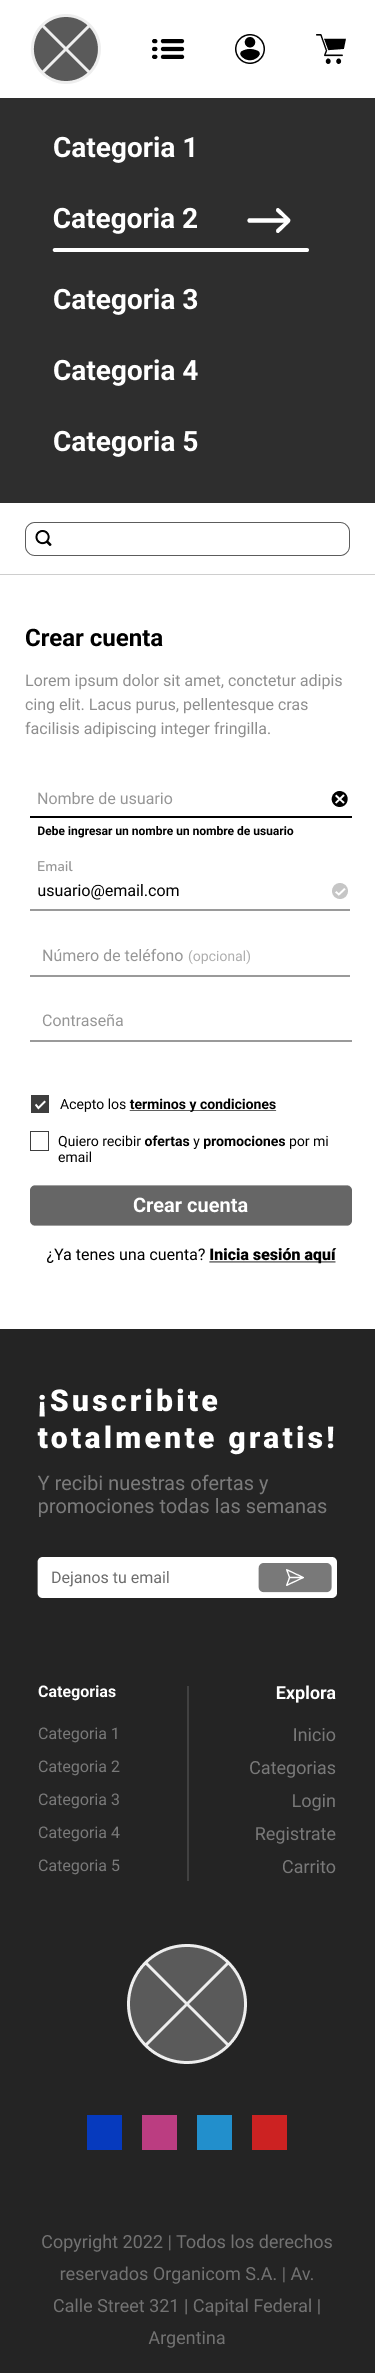 Categoria 1
Categoria 2
Categoria 3
Categoria 4
Categoria 5
Crear cuenta
Lorem ipsum dolor sit amet, conctetur adipis
cing elit. Lacus purus, pellentesque cras
facilisis adipiscing integer fringilla.
Nombre de usuario
Debe ingresar un nombre un nombre de usuario
Email
usuario@email.com
Número de teléfono (opcional)
Contraseña
Acepto los terminos y condiciones
Quiero recibir ofertas y promociones por mi
email
Crear cuenta
¿Ya tenes una cuenta? Inicia sesión aquí
¡Suscribite
totalmente gratis!
Y recibi nuestras ofertas y
promociones todas las semanas
Dejanos tu email
Categorias
Categoria 1
Categoria 2
Categoria 3
Categoria 4
Categoria 5
Explora
Inicio
Categorias
Login
Registrate
Carrito
Copyright 2022 | Todos los derechos
reservados Organicom S.A. | Av.
Calle Street 321 | Capital Federal |
Argentina